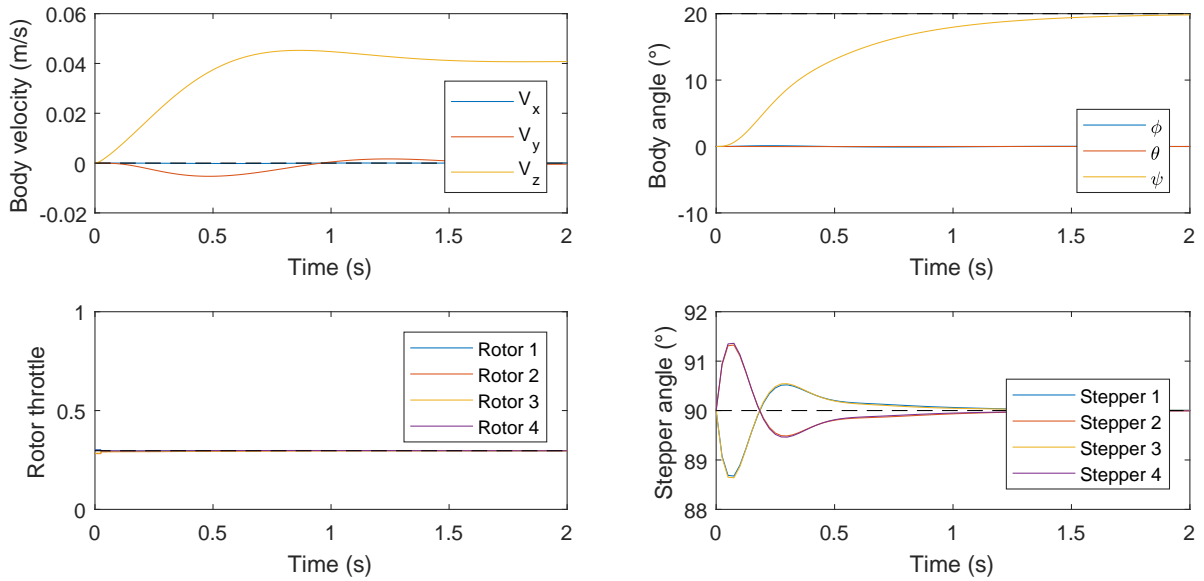 0.06
0.04
0.02
0
-0.02
Body velocity (m/s)
V_x
V_y
V_z
0 0.5 1 1.5 2
Time (s)
20
10
0
-10
Body angle (°)
ϕ
θ
ψ
0 0.5 1 1.5 2
Time (s)
1
0.5
0
Rotor throttle
Rotor 1
Rotor 2
Rotor 3
Rotor 4
0 0.5 1 1.5 2
Time (s)
92
91
90
89
88
Stepper angle (°)
Stepper 1
Stepper 2
Stepper 3
Stepper 4
0 0.5 1 1.5 2
Time (s)